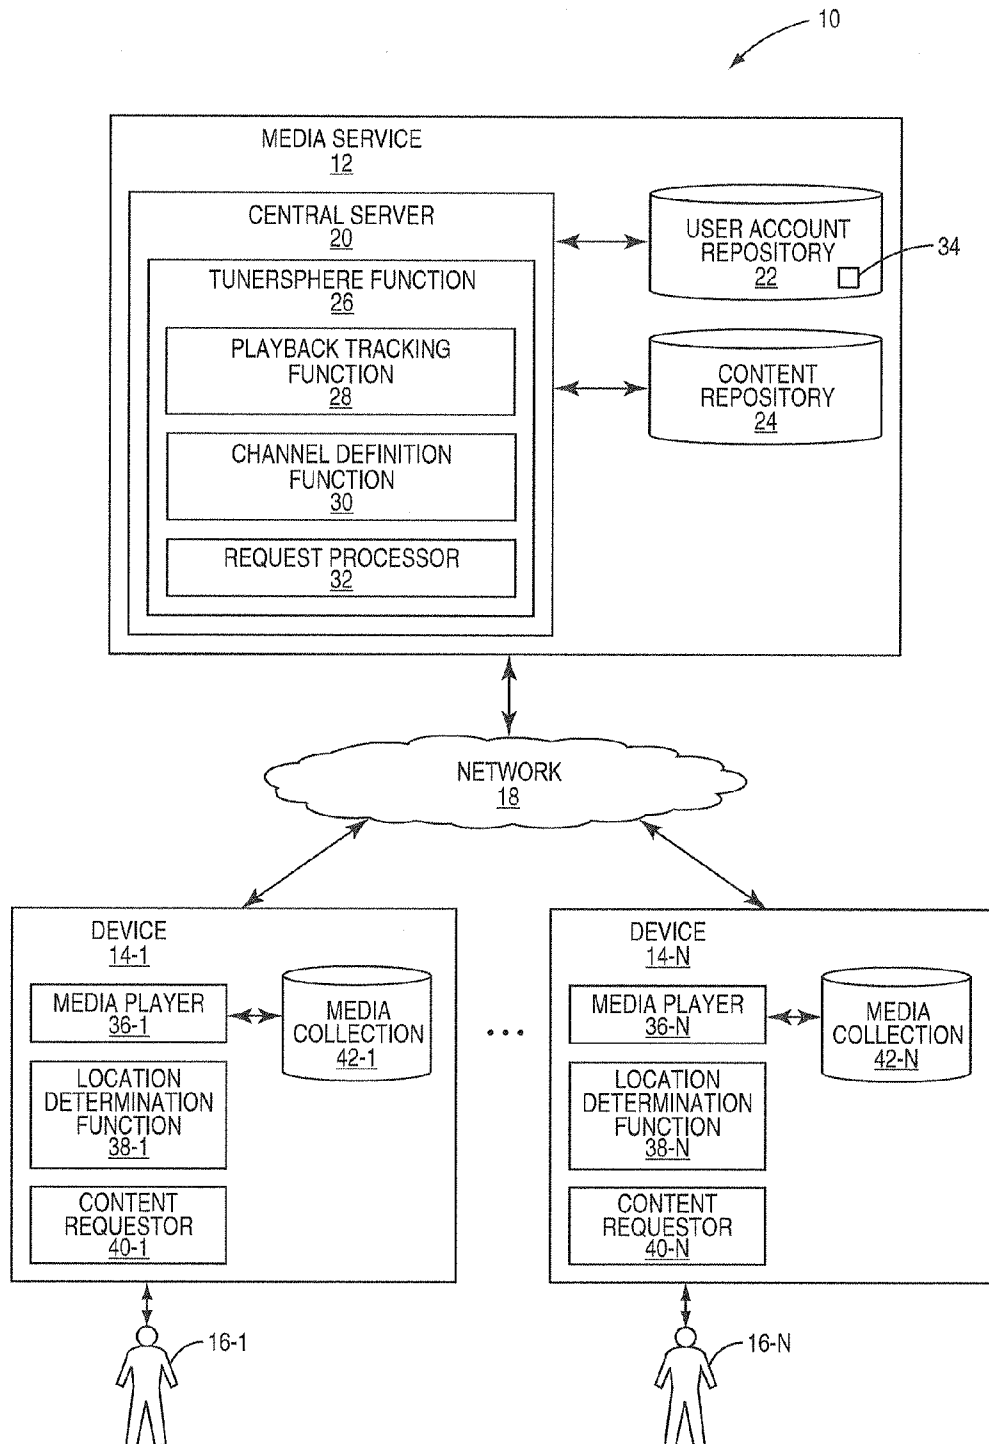 10
MEDIA SERVICE
12
CENTRAL SERVER
20
TUNERSPHERE FUNCTION
26
PLAYBACK TRACKING
FUNCTION
28
CHANNEL DEFINITION
FUNCTION
30
REQUEST PROCESSOR
32
USER ACCOUNT
REPOSITORY
22
34
CONTENT
REPOSITORY
24
NETWORK
18
DEVICE
14-1
MEDIA PLAYER
36-1
MEDIA
COLLECTION
42-1
LOCATION
DETERMINATION
FUNCTION
38-1
CONTENT
REQUESTOR
40-1
16-1
...
DEVICE
14-N
MEDIA PLAYER
36-N
MEDIA
COLLECTION
42-N
LOCATION
DETERMINATION
FUNCTION
38-N
CONTENT
REQUESTOR
40-N
16-N